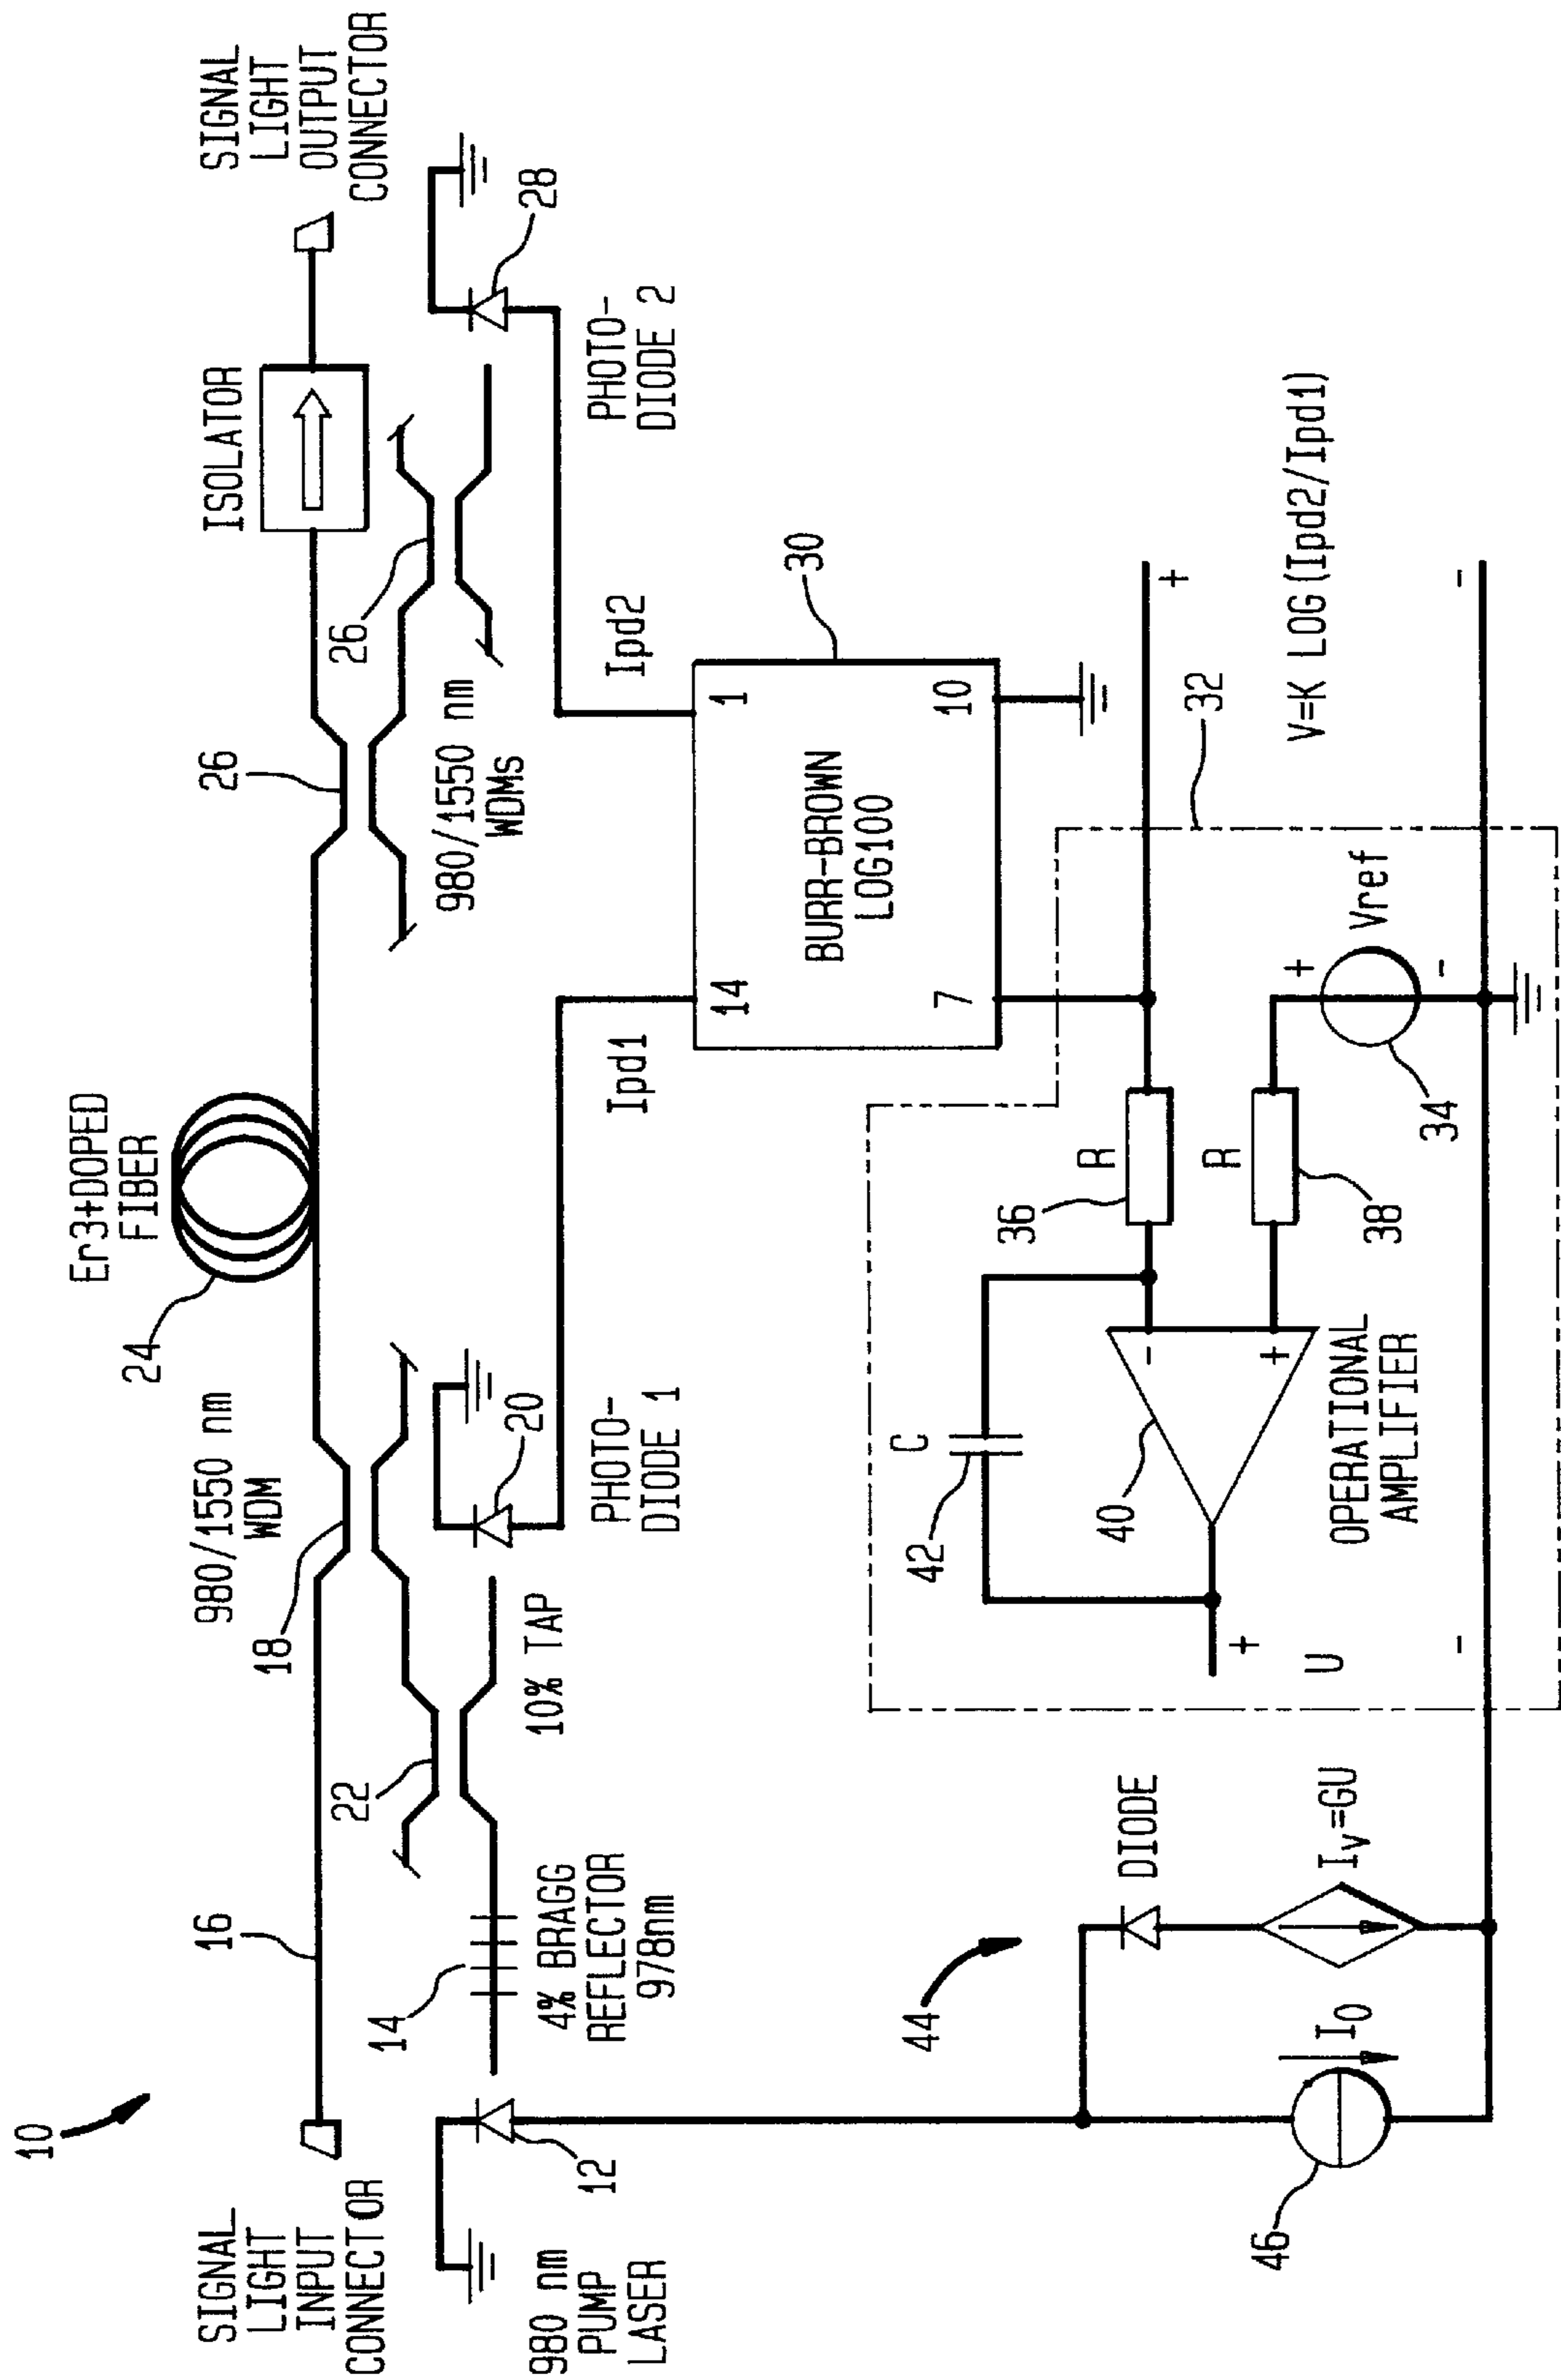 10
SIGNAL
LIGHT
INPUT
CONNECTOR
16
980/1550 nm
WDM
18
Er3+DOPED
FIBER
24
26
26
980/1550 nm
WDMs
ISOLATOR
SIGNAL
LIGHT
OUTPUT
CONNECTOR
980 nm
PUMP
LASER
12
14
4% BRAGG
REFLECTOR
978nm
22
10% TAP
20
PHOTO-
DIODE 1
28
PHOTO-
DIODE 2
Ipd1
Ipd2
30
14
1
BURR-BROWN
LOG100
7
10
44
DIODE
46
I0
Iv=GU
32
C
42
R
36
R
38
-
+
40
OPERATIONAL
AMPLIFIER
+
U
-
+
Vref
-
34
+
V=K LOG(Ipd2/Ipd1)
-